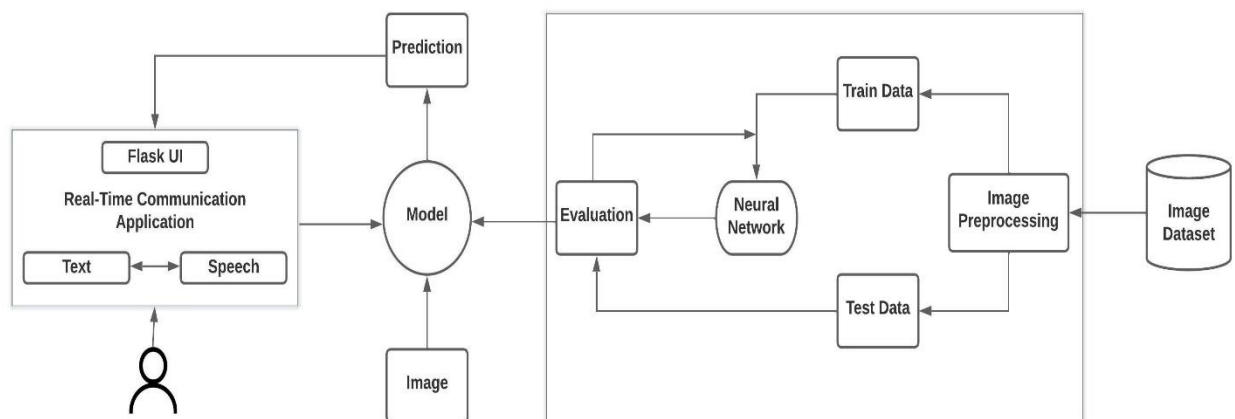 Prediction
Flask UI
Real-Time Communication
Application
Text
Speech
Model
Image
Evaluation
Neural
Network
Train Data
Test Data
Image
Preprocessing
Image
Dataset